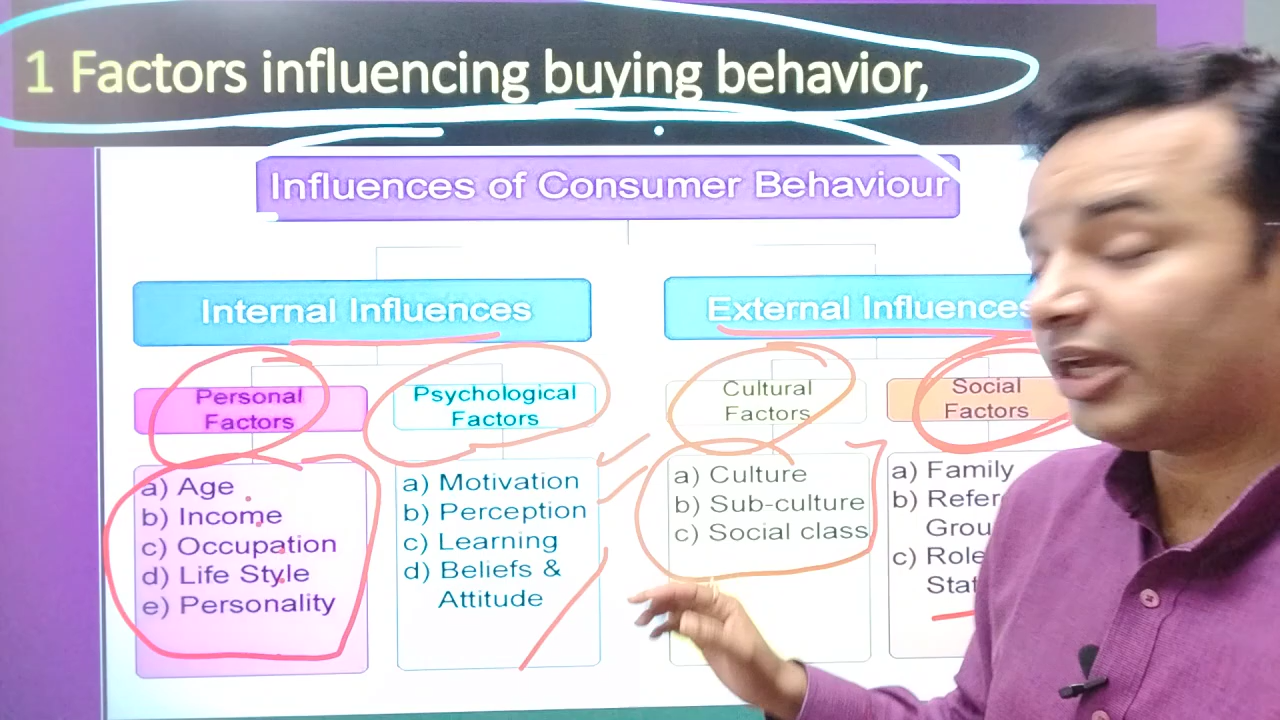 1 Factors influencing buying behavior,
Influences of Consumer Behaviour
Internal Influences
External Influences
Personal
Factors
Psychological
Factors
Cultural
Factors
Social
Factors
a) Age
b) Income
c) Occupation
d) Life Style
e) Personality
a) Motivation
b) Perception
c) Learning
d) Beliefs &
Attitude
a) Culture
b) Sub-culture
c) Social class
a) Family
b)
c) Role